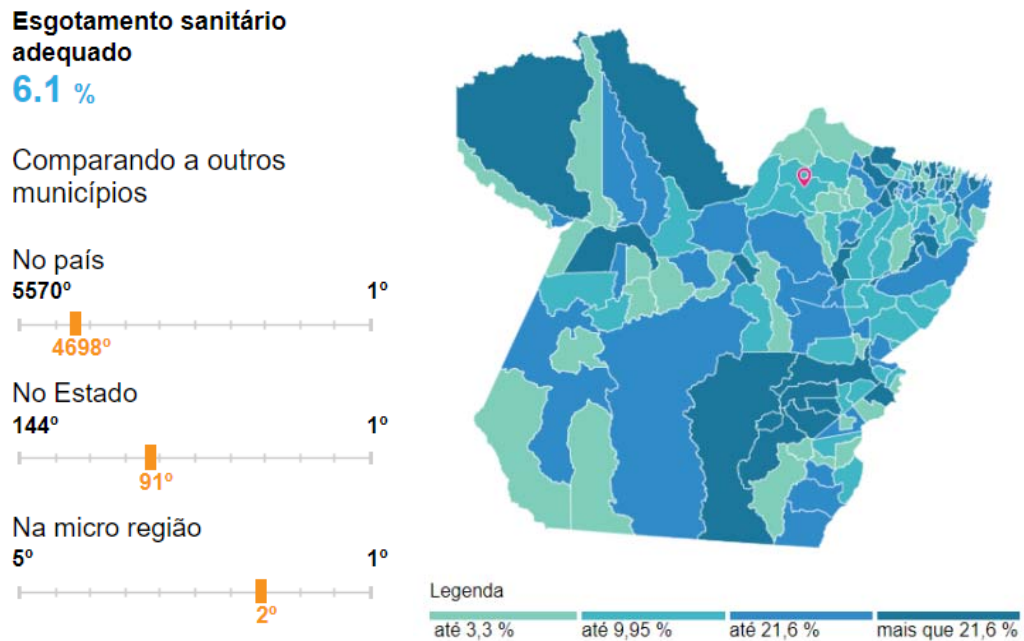 Esgotamento sanitário
adequado
6.1 %
Comparando a outros
municípios
No país
5570º 1º
4698º
No Estado
144º 1º
91º
Na micro região
5º 1º
2º
Legenda
até 3,3 % até 9,95 % até 21,6 % mais que 21,6 %